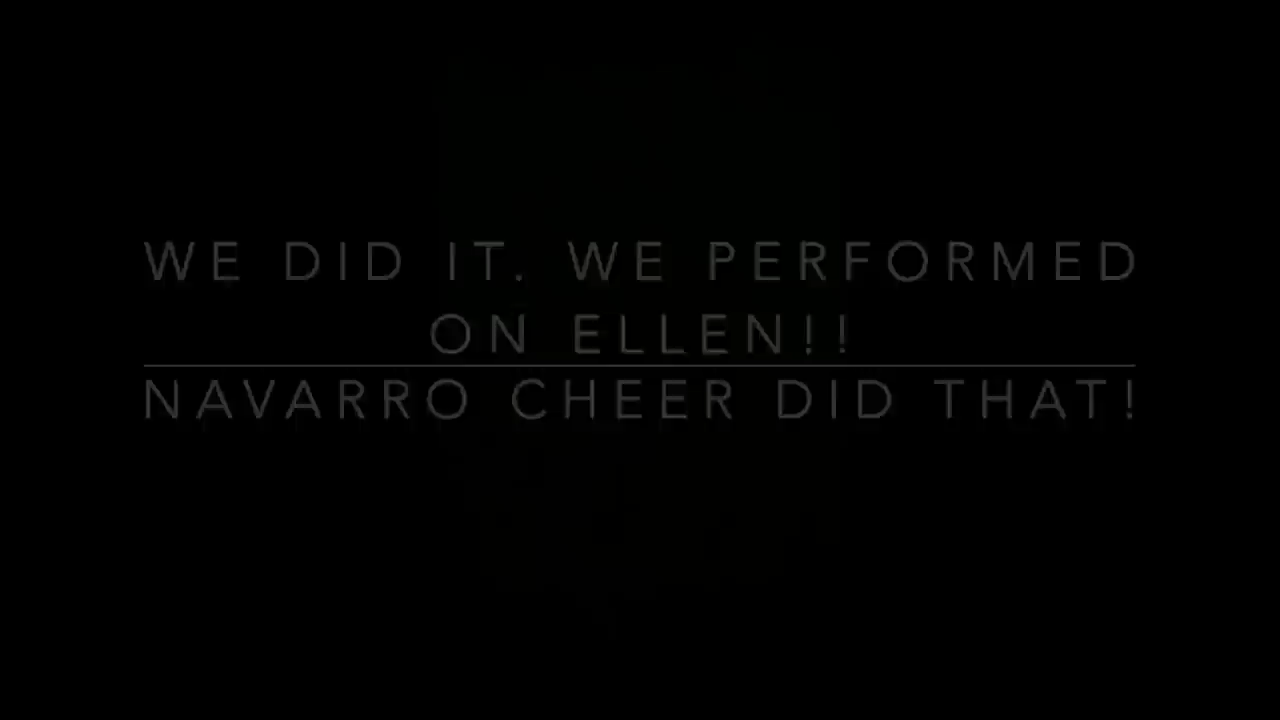 WE DID IT. WE PERFORMED
ON ELLEN!!
NAVARRO CHEER DID THAT!